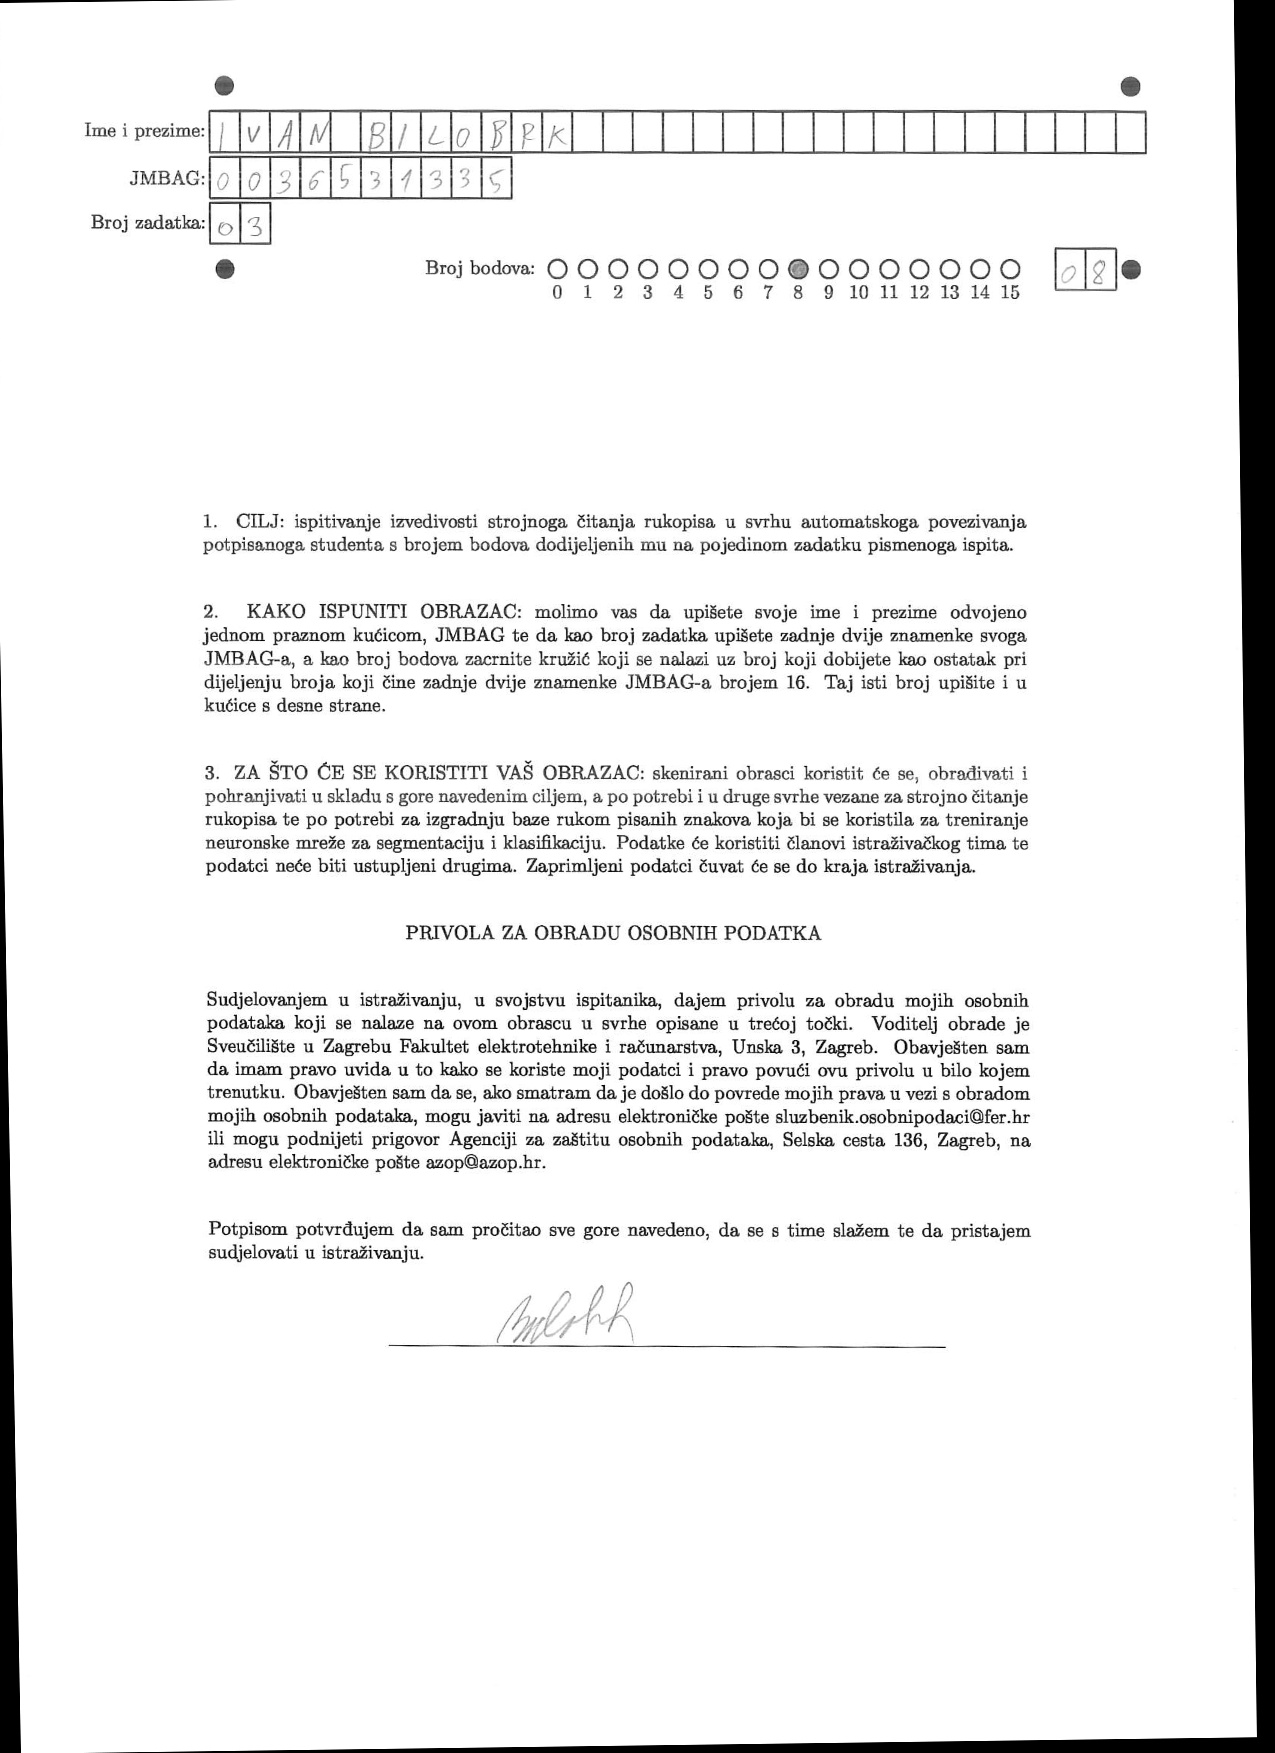 Ime i prezime: IVAN BILOBRK
JMBAG: 0036531335
Broj zadatka: 03
Broj bodova: 08
0 1 2 3 4 5 6 7 8 9 10 11 12 13 14 15
1. CILJ: ispitivanje izvedivosti strojnoga čitanja rukopisa u svrhu automatskoga povezivanja
potpisanoga studenta s brojem bodova dodijeljenih mu na pojedinom zadatku pismenoga ispita.
2. KAKO ISPUNITI OBRAZAC: molimo vas da upišete svoje ime i prezime odvojeno
jednom praznom kućicom, JMBAG te da kao broj zadatka upišete zadnje dvije znamenke svoga
JMBAG-a, a kao broj bodova zacrnite kružić koji se nalazi uz broj koji dobijete kao ostatak pri
dijeljenju broja koji čine zadnje dvije znamenke JMBAG-a brojem 16. Taj isti broj upišite i u
kućice s desne strane.
3. ZA ŠTO ĆE SE KORISTITI VAŠ OBRAZAC: skenirani obrasci koristit će se, obrađivati i
pohranjivati u skladu s gore navedenim ciljem, a po potrebi i u druge svrhe vezane za strojno čitanje
rukopisa te po potrebi za izgradnju baze rukom pisanih znakova koja bi se koristila za treniranje
neuronske mreže za segmentaciju i klasifikaciju. Podatke će koristiti članovi istraživačkog tima te
podatci neće biti ustupljeni drugima. Zaprimljeni podatci čuvat će se do kraja istraživanja.
PRIVOLA ZA OBRADU OSOBNIH PODATKA
Sudjelovanjem u istraživanju, u svojstvu ispitanika, dajem privolu za obradu mojih osobnih
podataka koji se nalaze na ovom obrascu u svrhe opisane u trećoj točki. Voditelj obrade je
Sveučilište u Zagrebu Fakultet elektrotehnike i računarstva, Unska 3, Zagreb. Obavješten sam
da imam pravo uvida u to kako se koriste moji podatci i pravo povući ovu privolu u bilo kojem
trenutku. Obavješten sam da se, ako smatram da je došlo do povrede mojih prava u vezi s obradom
mojih osobnih podataka, mogu javiti na adresu elektroničke pošte sluzbenik.osobnipodaci@fer.hr
ili mogu podnijeti prigovor Agenciji za zaštitu osobnih podataka, Selska cesta 136, Zagreb, na
adresu elektroničke pošte azop@azop.hr.
Potpisom potvrđujem da sam pročitao sve gore navedeno, da se s time slažem te da pristajem
sudjelovati u istraživanju.